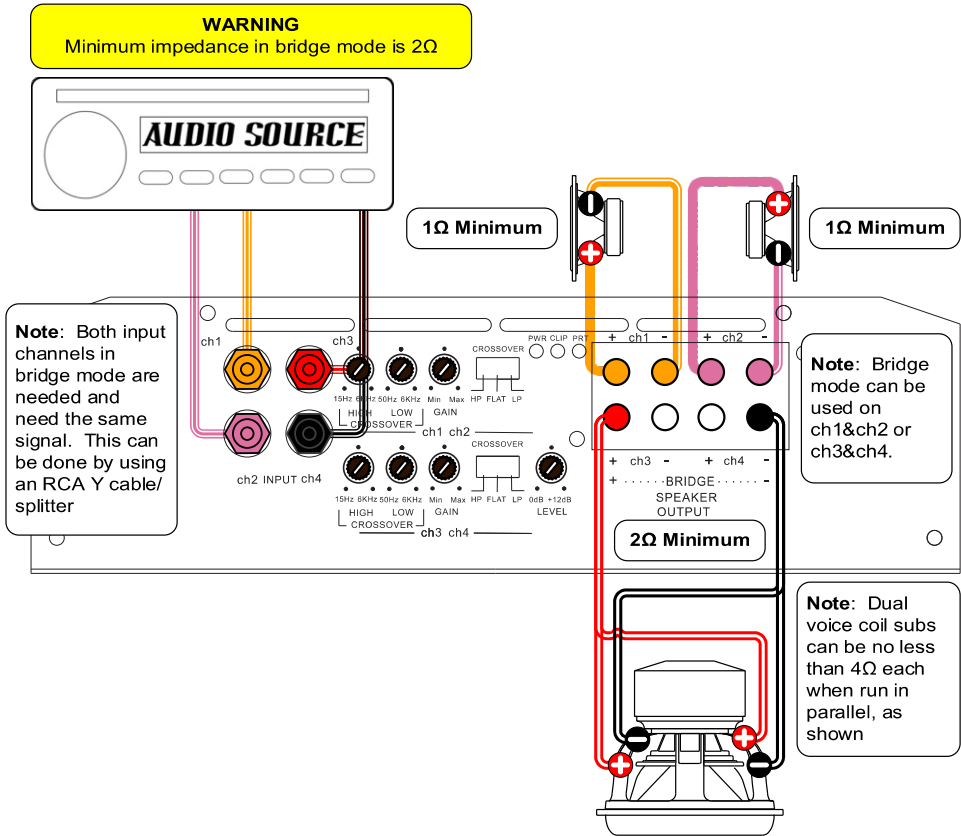 WARNING
Minimum impedance in bridge mode is 2Ω
AUDIO SOURCE
1Ω Minimum
1Ω Minimum
Note: Both input
channels in
bridge mode are
needed and
need the same
signal. This can
be done by using
an RCA Y cable/
splitter
ch1
ch3
ch2 INPUT ch4
15Hz 6KHz 50Hz 6KHz Min Max
HIGH LOW GAIN
CROSSOVER
ch1 ch2
CROSSOVER
HP FLAT LP
PWR CLIP PRT
+ ch1 - + ch2 -
15Hz 6KHz 50Hz 6KHz Min Max
HIGH LOW GAIN
CROSSOVER
ch3 ch4
CROSSOVER
HP FLAT LP
0dB +12dB
LEVEL
+ ch3 - + ch4 -
+ ······BRIDGE······ -
SPEAKER
OUTPUT
2Ω Minimum
Note: Bridge
mode can be
used on
ch1&ch2 or
ch3&ch4.
Note: Dual
voice coil subs
can be no less
than 4Ω each
when run in
parallel, as
shown